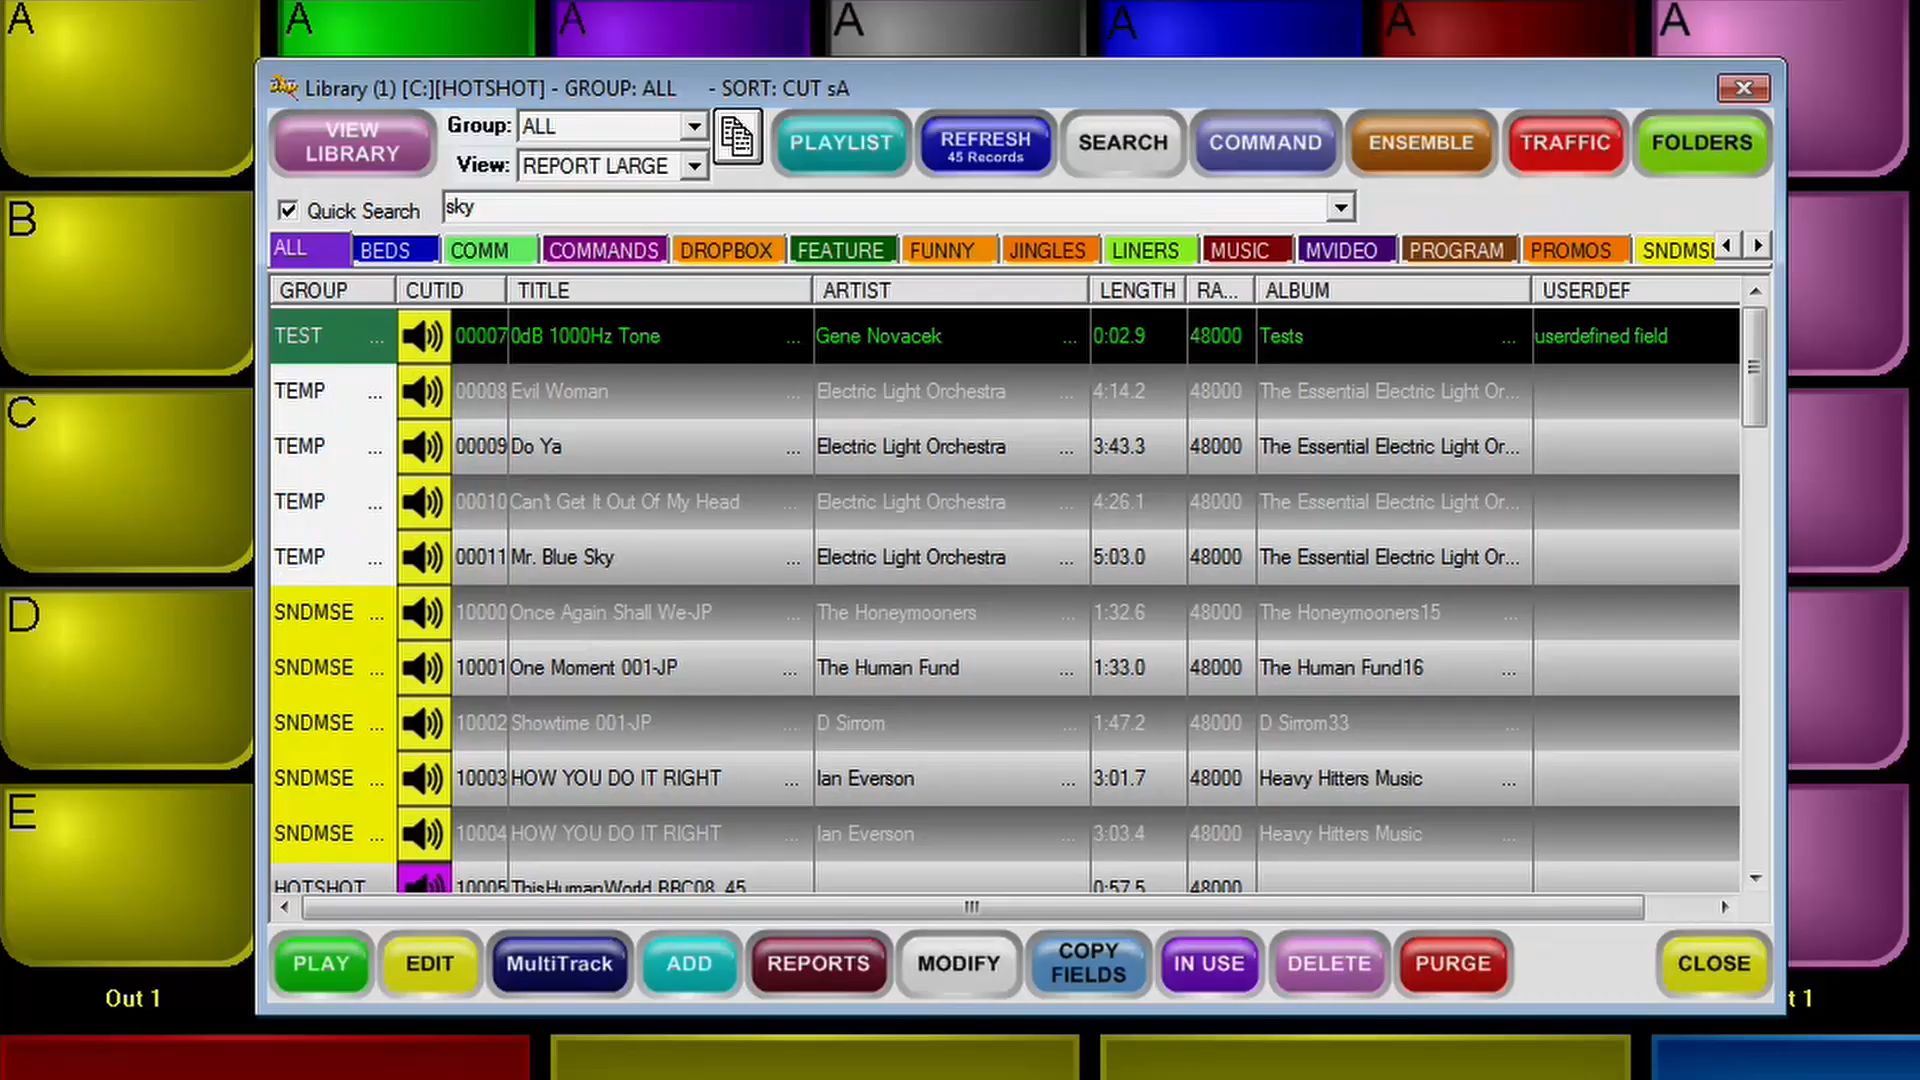 A A A A A A A
Library (1) [C:][HOTSHOT] - GROUP: ALL - SORT: CUT sA
VIEW LIBRARY
Group: ALL
View: REPORT LARGE
PLAYLIST
REFRESH
45 Records
SEARCH
COMMAND
ENSEMBLE
TRAFFIC
FOLDERS
Quick Search sky
ALL BEDS COMM COMMANDS DROPBOX FEATURE FUNNY JINGLES LINERS MUSIC MVIDEO PROGRAM PROMOS SNDMS
GROUP CUTID TITLE ARTIST LENGTH RA... ALBUM USERDEF
TEST ... 00007 0dB 1000Hz Tone ... Gene Novacek ... 0:02.9 48000 Tests ... userdefined field
TEMP ... 00008 Evil Woman ... Electric Light Orchestra ... 4:14.2 48000 The Essential Electric Light Or...
TEMP ... 00009 Do Ya ... Electric Light Orchestra ... 3:43.3 48000 The Essential Electric Light Or...
TEMP ... 00010 Can't Get It Out Of My Head ... Electric Light Orchestra ... 4:26.1 48000 The Essential Electric Light Or...
TEMP ... 00011 Mr. Blue Sky ... Electric Light Orchestra ... 5:03.0 48000 The Essential Electric Light Or...
SNDMSE ... 10000 Once Again Shall We-JP ... The Honeymooners ... 1:32.6 48000 The Honeymooners15 ...
SNDMSE ... 10001 One Moment 001-JP ... The Human Fund ... 1:33.0 48000 The Human Fund16 ...
SNDMSE ... 10002 Showtime 001-JP ... D Sirrom ... 1:47.2 48000 D Sirrom33 ...
SNDMSE ... 10003 HOW YOU DO IT RIGHT ... Ian Everson ... 3:01.7 48000 Heavy Hitters Music ...
SNDMSE ... 10004 HOW YOU DO IT RIGHT ... Ian Everson ... 3:03.4 48000 Heavy Hitters Music ...
HOTSHOT 10005 ThisHumanWorld BBC08 45 0:57.5 48000
PLAY EDIT MultiTrack ADD REPORTS MODIFY COPY FIELDS IN USE DELETE PURGE CLOSE
B
C
D
E
Out 1
t 1